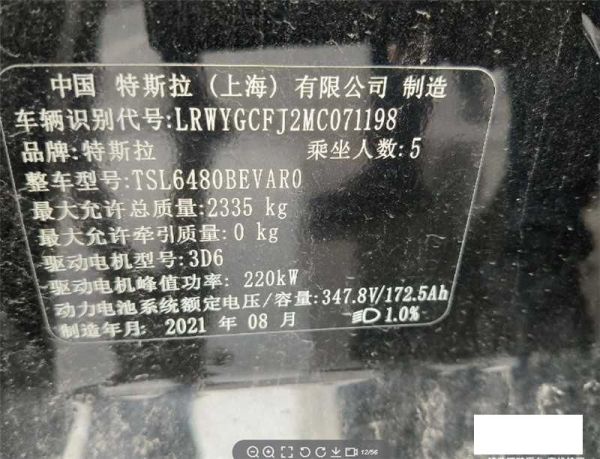 中国 特斯拉（上海）有限公司 制造
车辆识别代号:LRWYGCFJ2MC071198
品牌:特斯拉 乘坐人数:5
整车型号:TSL6480BEVAR0
最大允许总质量:2335 kg
最大允许牵引质量:0 kg
驱动电机型号:3D6
驱动电机峰值功率: 220kW
动力电池系统额定电压/容量:347.8V/172.5Ah
制造年月: 2021 年 08 月 1.0%
12/56